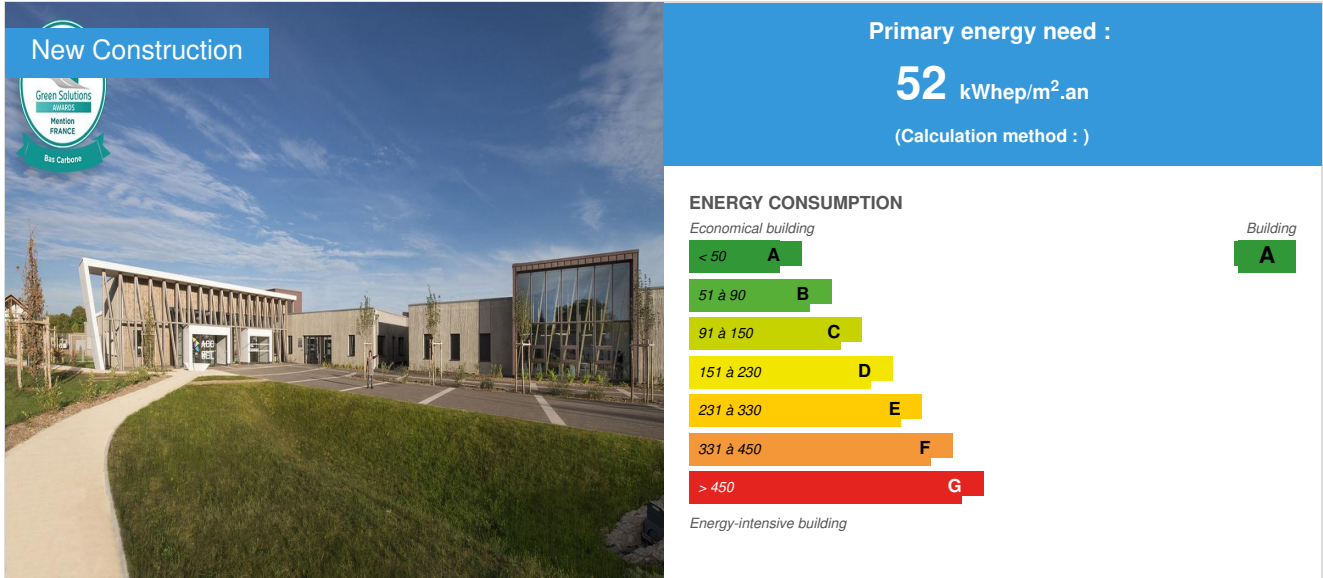 New Construction
Green Solutions
AWARDS
Mention
FRANCE
Bas Carbone
Primary energy need :
52 kWhep/m².an
(Calculation method : )
ENERGY CONSUMPTION
Economical building
Building
< 50 A
A
51 à 90 B
91 à 150 C
151 à 230 D
231 à 330 E
331 à 450 F
> 450 G
Energy-intensive building